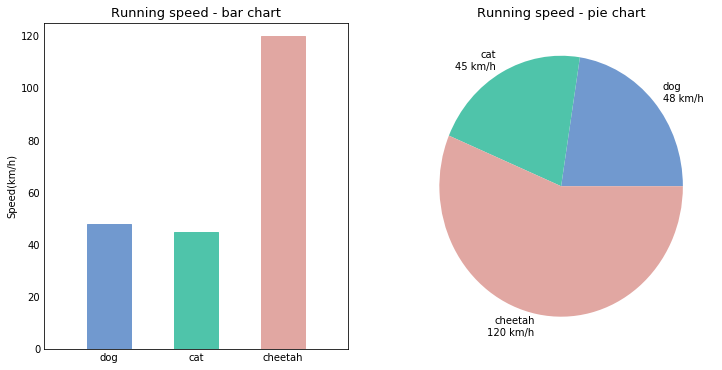 Running speed - bar chart
Speed(km/h)
120
100
80
60
40
20
0
dog
cat
cheetah
Running speed - pie chart
cat
45 km/h
dog
48 km/h
cheetah
120 km/h